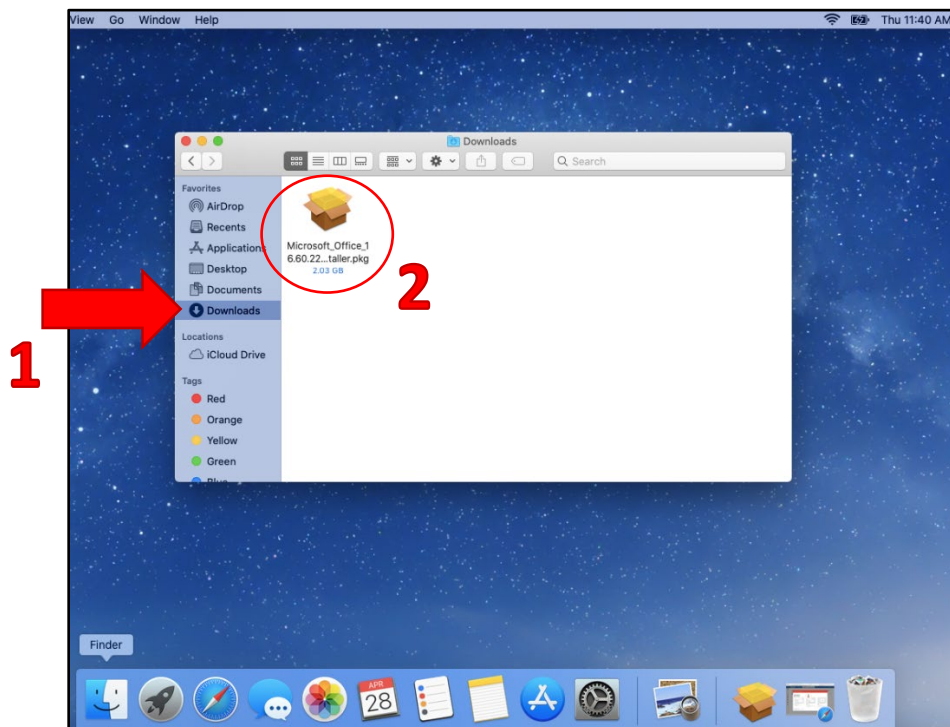 View Go Window Help Thu 11:40 AM
Downloads
Search
Favorites
AirDrop
Recents
Applications
Desktop
Documents
Downloads
Locations
iCloud Drive
Tags
Red
Orange
Yellow
Green
Blue
Microsoft_Office_1
6.60.22...taller.pkg
2.03 GB
1
2
Finder
APR
28